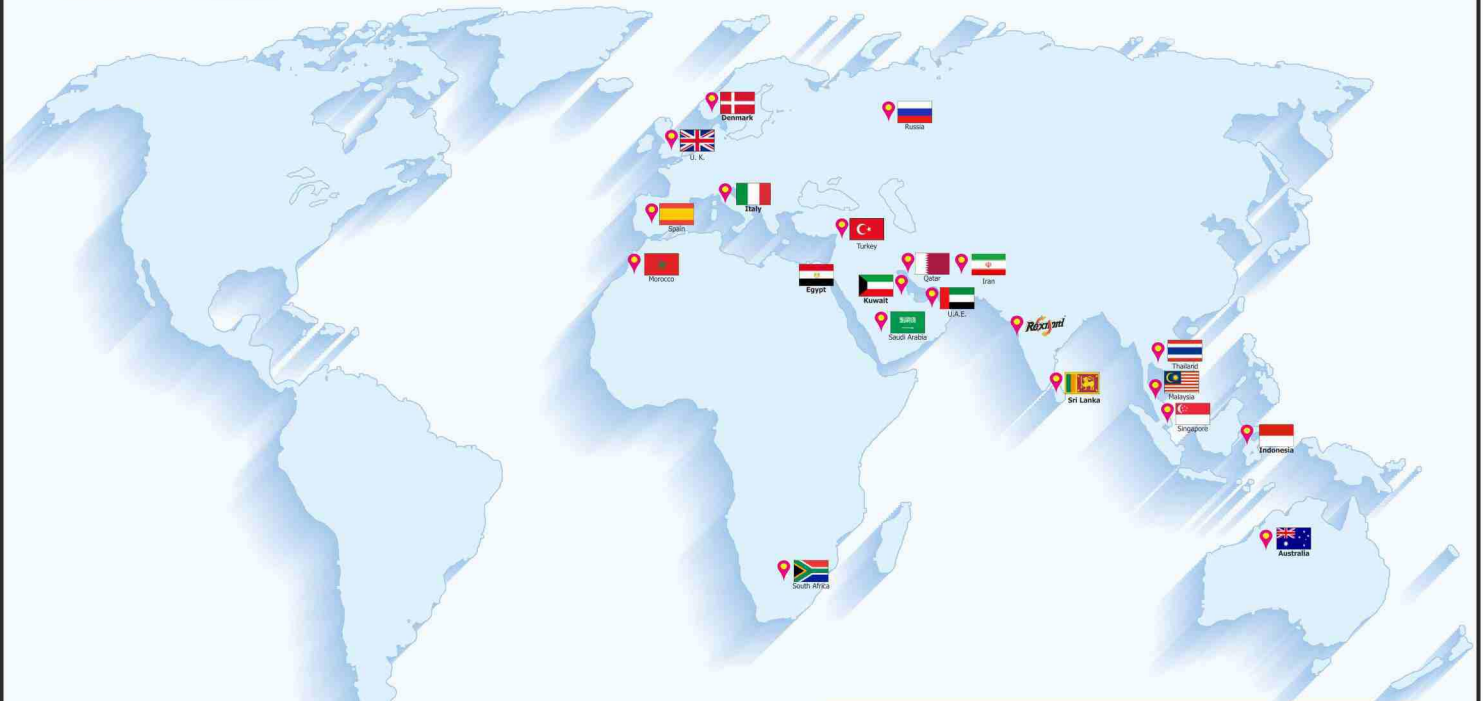 Denmark
Russia
U. K.
Italy
Spain
Turkey
Morocco
Qatar
Iran
Egypt
Kuwait
U.A.E.
Saudi Arabia
Thailand
Malaysia
Sri Lanka
Singapore
Indonesia
Australia
South Africa